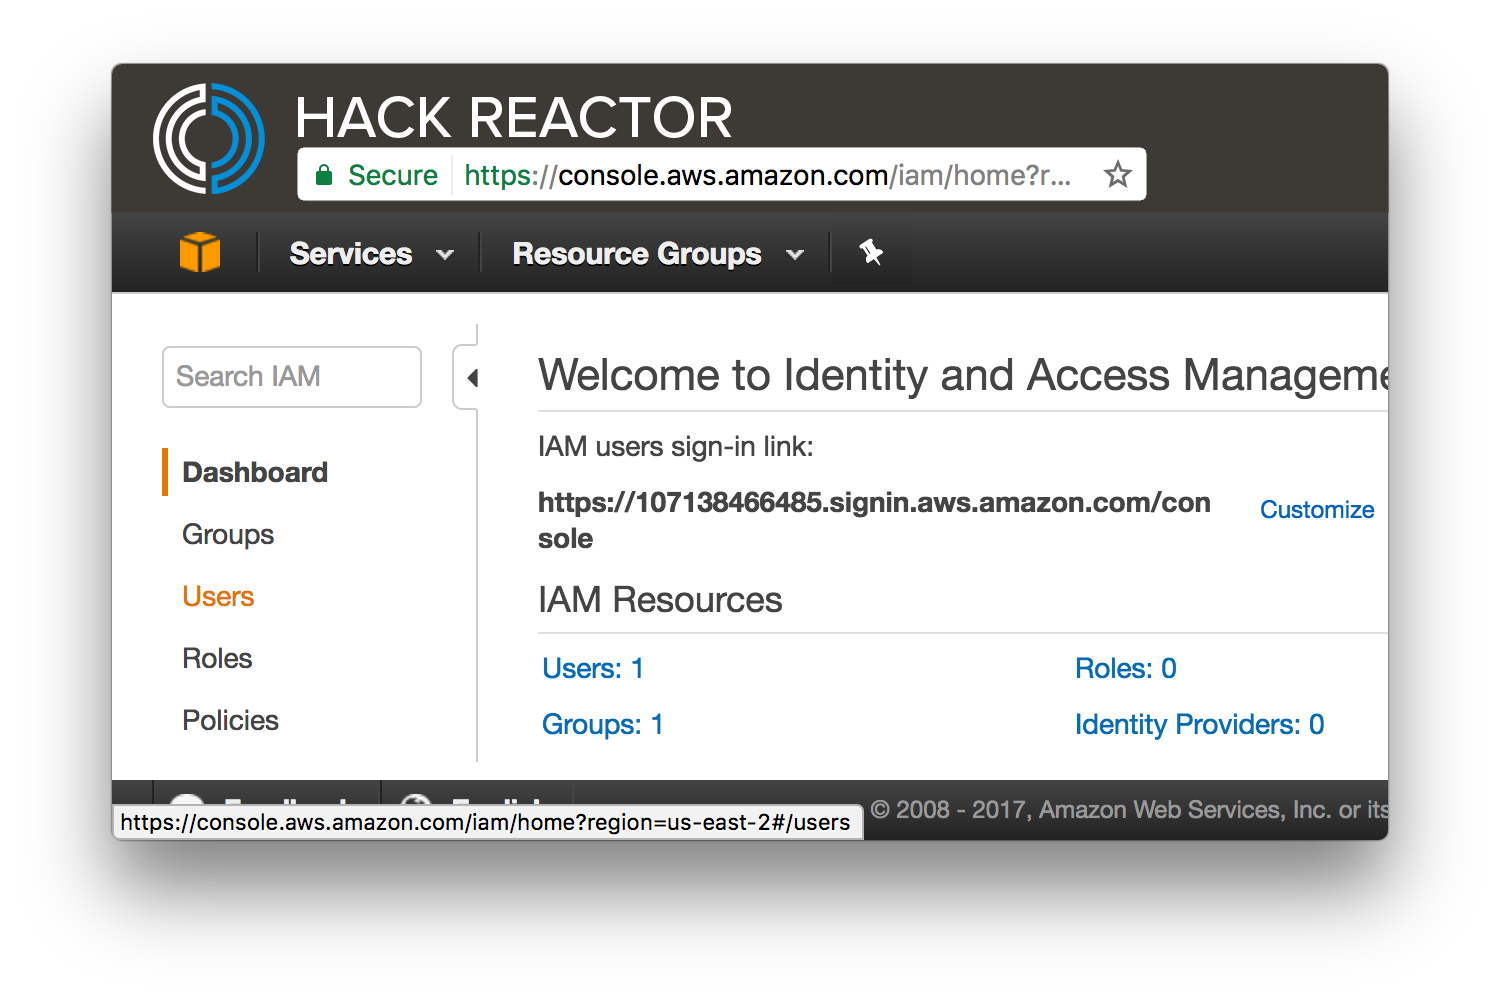 HACK REACTOR
Secure https://console.aws.amazon.com/iam/home?r...
Services Resource Groups
Search IAM
Dashboard
Groups
Users
Roles
Policies
Welcome to Identity and Access Manageme
IAM users sign-in link:
https://107138466485.signin.aws.amazon.com/con
sole
Customize
IAM Resources
Users: 1 Roles: 0
Groups: 1 Identity Providers: 0
© 2008 - 2017, Amazon Web Services, Inc. or its
https://console.aws.amazon.com/iam/home?region=us-east-2#/users